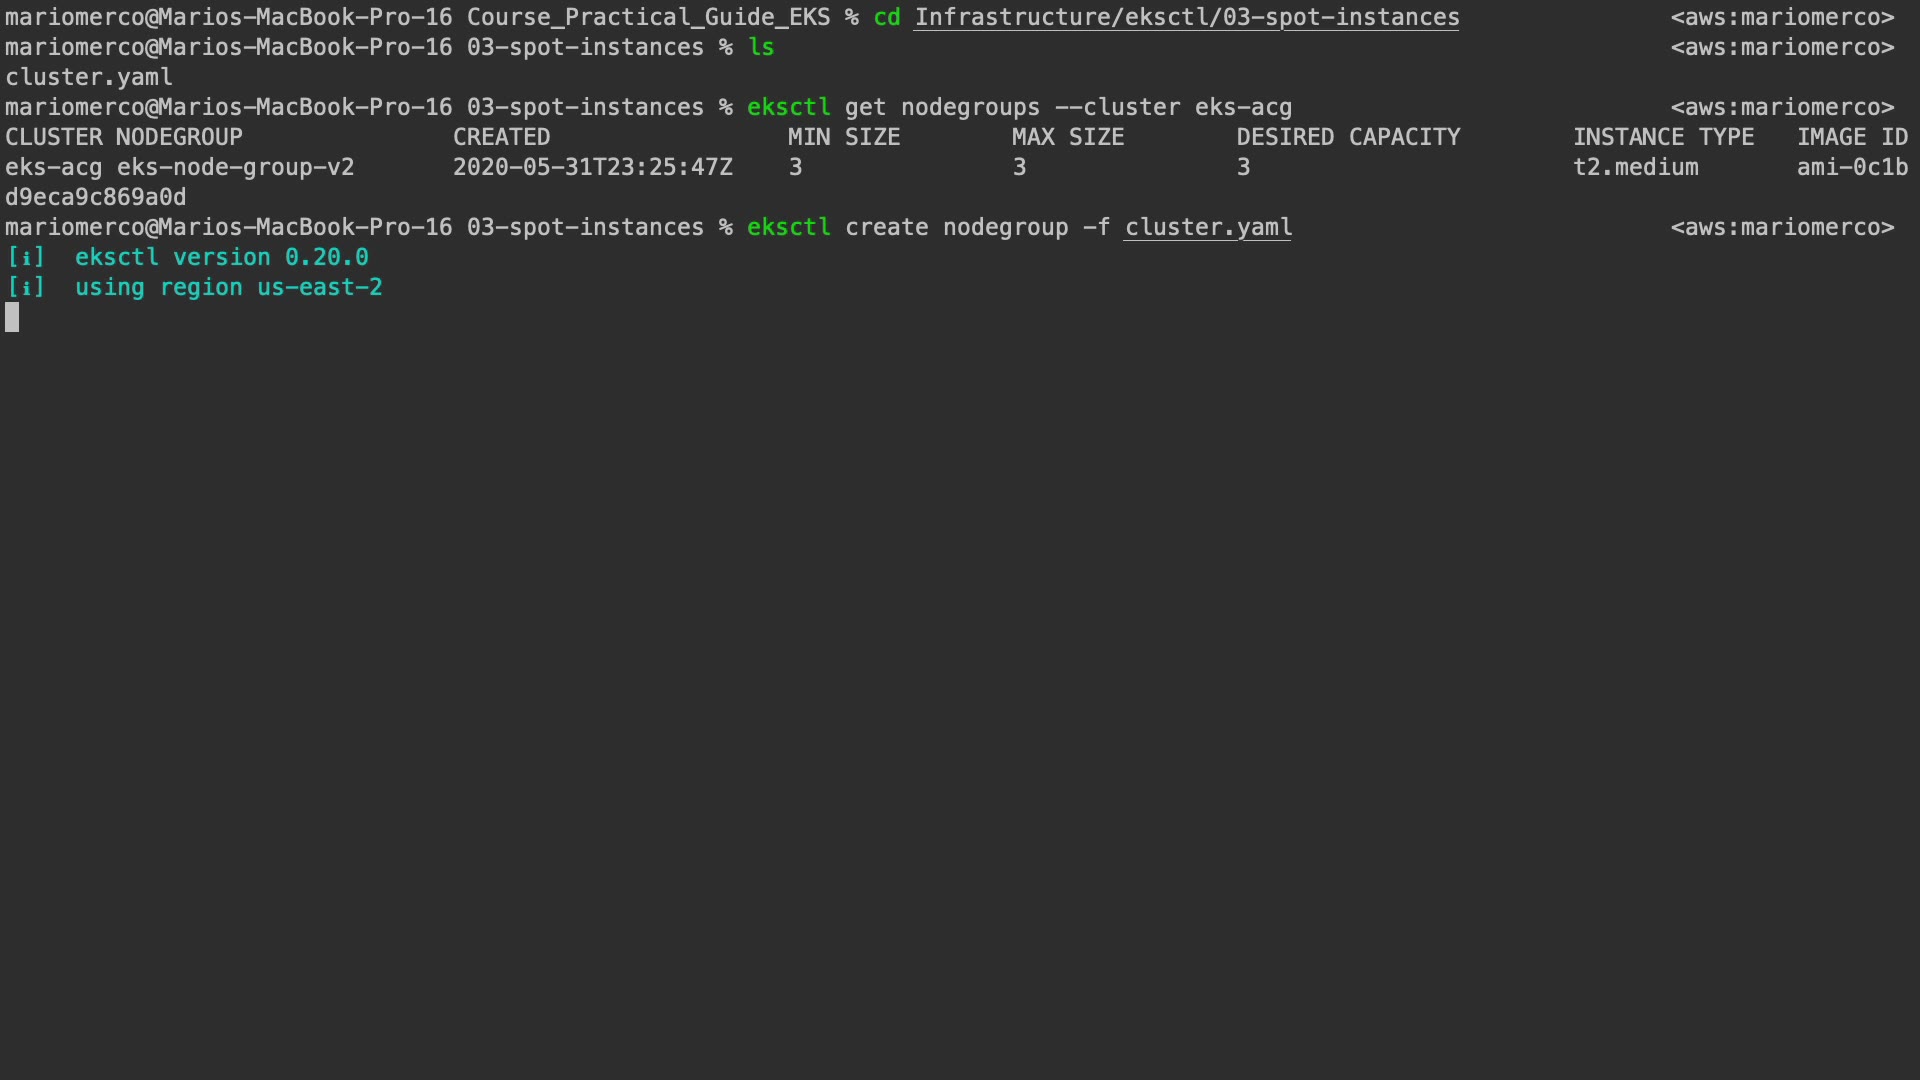 mariomerco@Marios-MacBook-Pro-16 Course_Practical_Guide_EKS % cd Infrastructure/eksctl/03-spot-instances <aws:mariomerco>
mariomerco@Marios-MacBook-Pro-16 03-spot-instances % ls <aws:mariomerco>
cluster.yaml
mariomerco@Marios-MacBook-Pro-16 03-spot-instances % eksctl get nodegroups --cluster eks-acg <aws:mariomerco>
CLUSTER NODEGROUP CREATED MIN SIZE MAX SIZE DESIRED CAPACITY INSTANCE TYPE IMAGE ID
eks-acg eks-node-group-v2 2020-05-31T23:25:47Z 3 3 3 t2.medium ami-0c1b
d9eca9c869a0d
mariomerco@Marios-MacBook-Pro-16 03-spot-instances % eksctl create nodegroup -f cluster.yaml <aws:mariomerco>
[i] eksctl version 0.20.0
[i] using region us-east-2